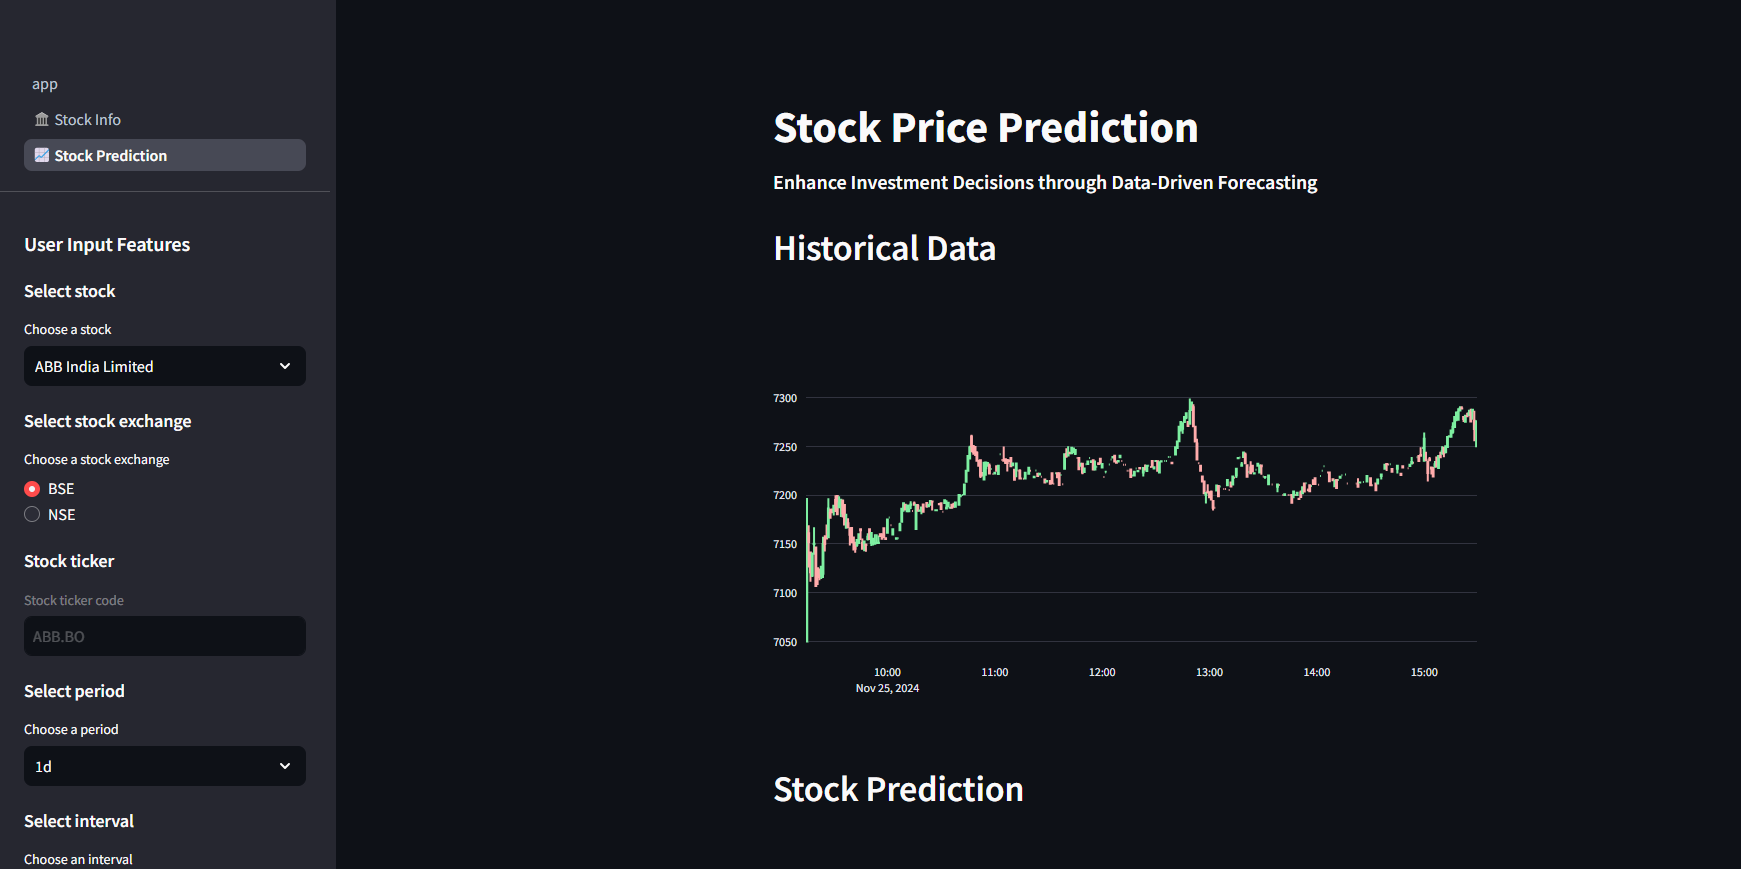 app
Stock Info
Stock Prediction
User Input Features
Select stock
Choose a stock
ABB India Limited
Select stock exchange
Choose a stock exchange
BSE
NSE
Stock ticker
Stock ticker code
ABB.BO
Select period
Choose a period
1d
Select interval
Choose an interval
Stock Price Prediction
Enhance Investment Decisions through Data-Driven Forecasting
Historical Data
7300
7250
7200
7150
7100
7050
10:00 11:00 12:00 13:00 14:00 15:00
Nov 25, 2024
Stock Prediction